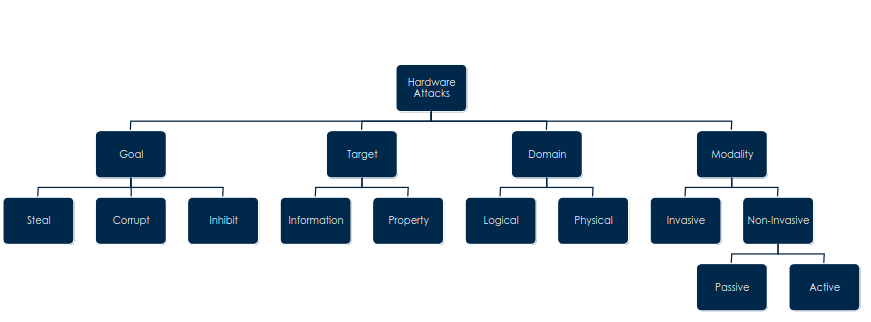 Hardware
Attacks
Goal
Target
Domain
Modality
Steal
Corrupt
Inhibit
Information
Property
Logical
Physical
Invasive
Non-Invasive
Passive
Active